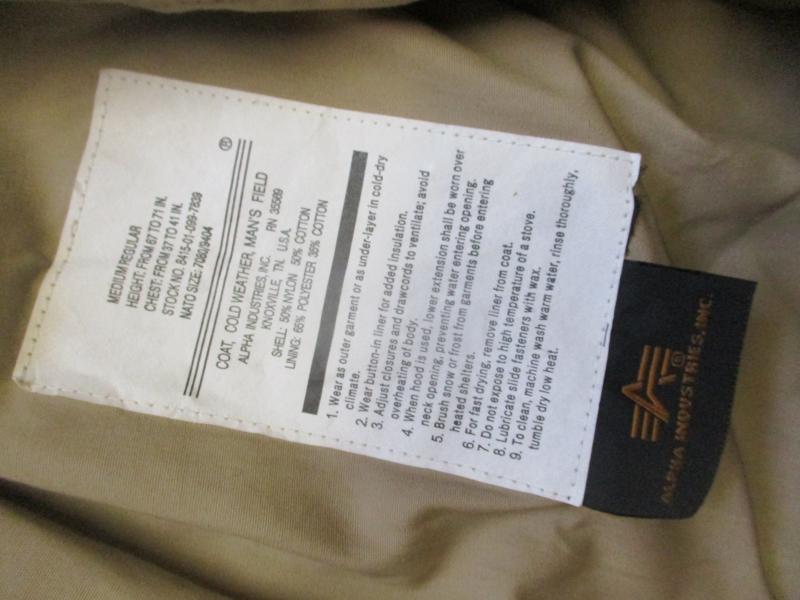 MEDIUM REGULAR
HEIGHT: FROM 67 TO 71 IN.
CHEST: FROM 37 TO 41 IN.
STOCK NO. 8415-01-099-7839
NATO SIZE: 7080/9404
®
COAT, COLD WEATHER, MAN'S FIELD
ALPHA INDUSTRIES, INC. RN 35589
KNOXVILLE, TN. U.S.A.
SHELL: 50% NYLON 50% COTTON
LINING: 65% POLYESTER 35% COTTON
1. Wear as outer garment or as under-layer in cold-dry
climate.
2. Wear button-in liner for added insulation.
3. Adjust closures and drawcords to ventilate; avoid
overheating of body.
4. When hood is used, lower extension shall be worn over
neck opening, preventing water entering opening.
5. Brush snow or frost from garments before entering
heated shelters.
6. For fast drying, remove liner from coat.
7. Do not expose to high temperature of a stove.
8. Lubricate slide fasteners with wax.
9. To clean, machine wash warm water, rinse thoroughly,
tumble dry low heat.
®
ALPHA INDUSTRIES, INC.